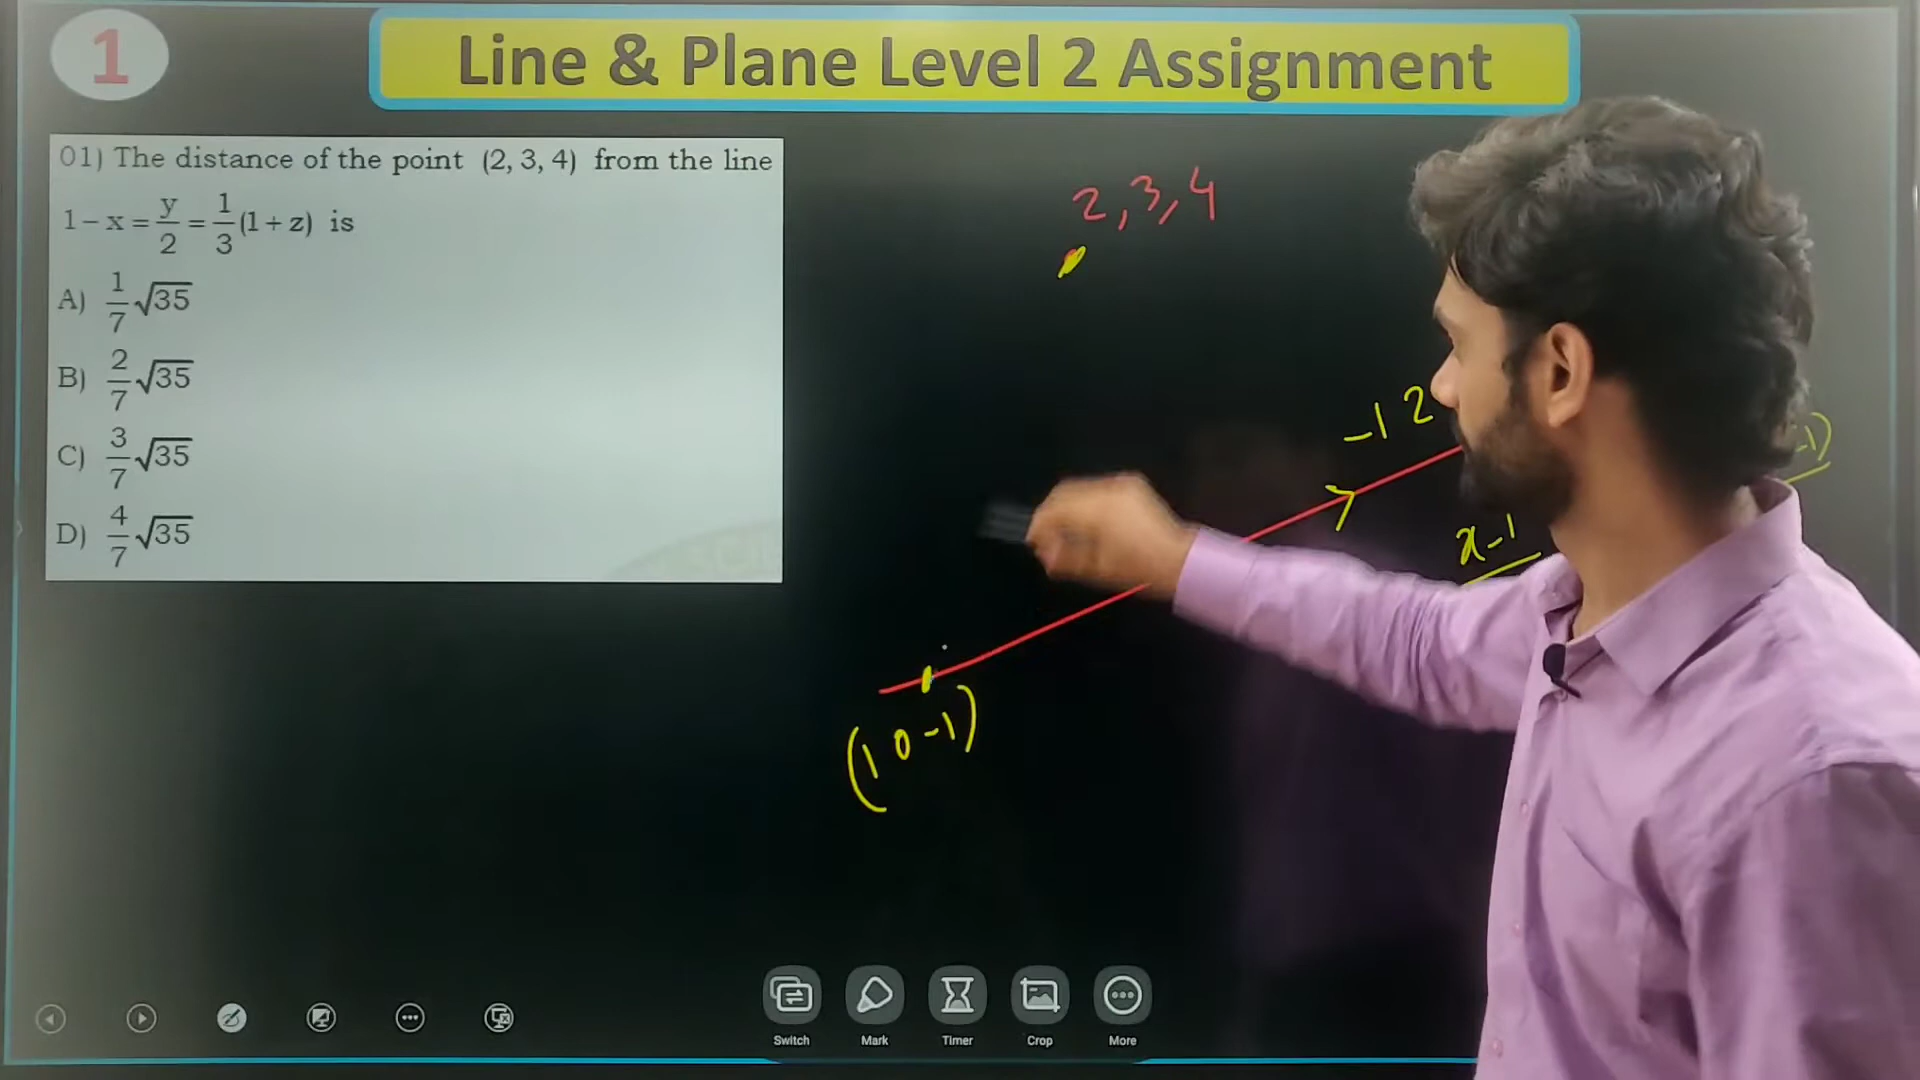 1
Line & Plane Level 2 Assignment
01) The distance of the point (2, 3, 4) from the line
1 - x = y/2 = 1/3 (1 + z) is
A) 1/7 √35
B) 2/7 √35
C) 3/7 √35
D) 4/7 √35
2, 3, 4
-1 2
-1)
x-1
(1 0 -1)
Switch Mark Timer Crop More